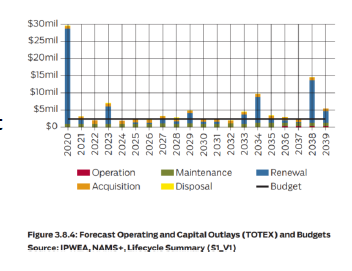 $30mil
$25mil
$20mil
$15mil
$10mil
$5mil
$0
2020 2021 2022 2023 2024 2025 2026 2027 2028 2029 2030 2031 2032 2033 2034 2035 2036 2037 2038 2039
Operation Maintenance Renewal
Acquisition Disposal Budget
Figure 3.8.4: Forecast Operating and Capital Outlays (TOTEX) and Budgets
Source: IPWEA, NAMS+, Lifecycle Summary (S1_V1)